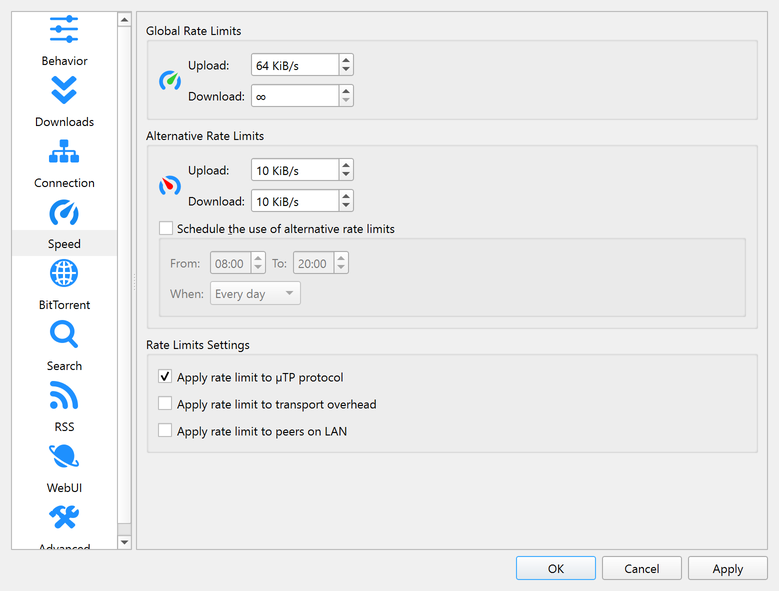 Behavior
Downloads
Connection
Speed
BitTorrent
Search
RSS
WebUI
Advanced
Global Rate Limits
Upload: 64 KiB/s
Download: ∞
Alternative Rate Limits
Upload: 10 KiB/s
Download: 10 KiB/s
Schedule the use of alternative rate limits
From: 08:00 To: 20:00
When: Every day
Rate Limits Settings
Apply rate limit to µTP protocol
Apply rate limit to transport overhead
Apply rate limit to peers on LAN
OK Cancel Apply